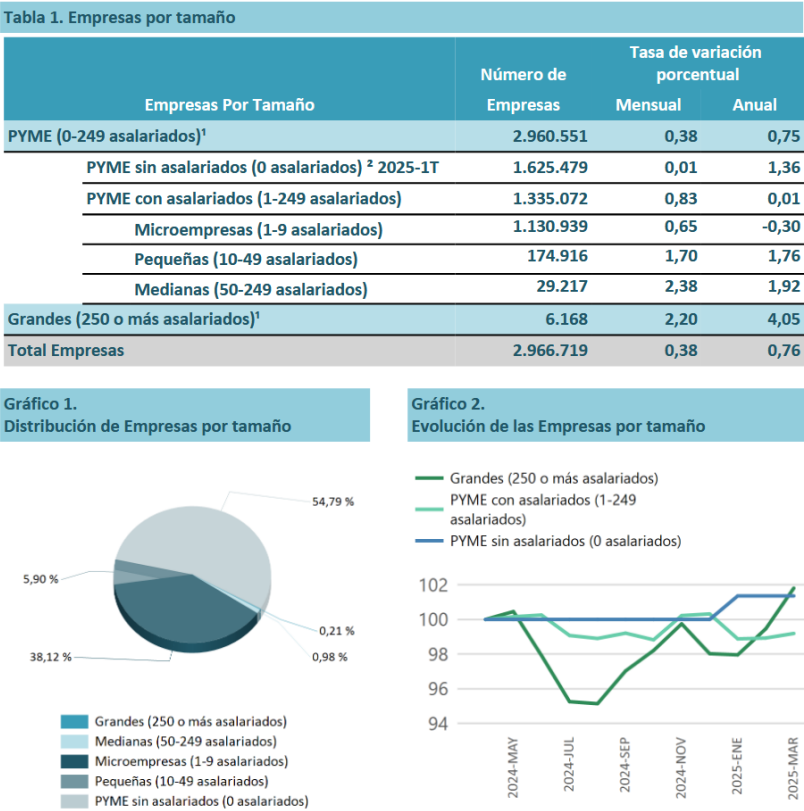 Tabla 1. Empresas por tamaño
Tasa de variación
Número de porcentual
Empresas Por Tamaño Empresas Mensual Anual
PYME (0-249 asalariados)¹ 2.960.551 0,38 0,75
PYME sin asalariados (0 asalariados) ² 2025-1T 1.625.479 0,01 1,36
PYME con asalariados (1-249 asalariados) 1.335.072 0,83 0,01
Microempresas (1-9 asalariados) 1.130.939 0,65 -0,30
Pequeñas (10-49 asalariados) 174.916 1,70 1,76
Medianas (50-249 asalariados) 29.217 2,38 1,92
Grandes (250 o más asalariados)¹ 6.168 2,20 4,05
Total Empresas 2.966.719 0,38 0,76
Gráfico 1.
Distribución de Empresas por tamaño
54,79 %
5,90 %
0,21 %
38,12 %
0,98 %
Grandes (250 o más asalariados)
Medianas (50-249 asalariados)
Microempresas (1-9 asalariados)
Pequeñas (10-49 asalariados)
PYME sin asalariados (0 asalariados)
Gráfico 2.
Evolución de las Empresas por tamaño
Grandes (250 o más asalariados)
PYME con asalariados (1-249
asalariados)
PYME sin asalariados (0 asalariados)
102
100
98
96
94
2024-MAY
2024-JUL
2024-SEP
2024-NOV
2025-ENE
2025-MAR